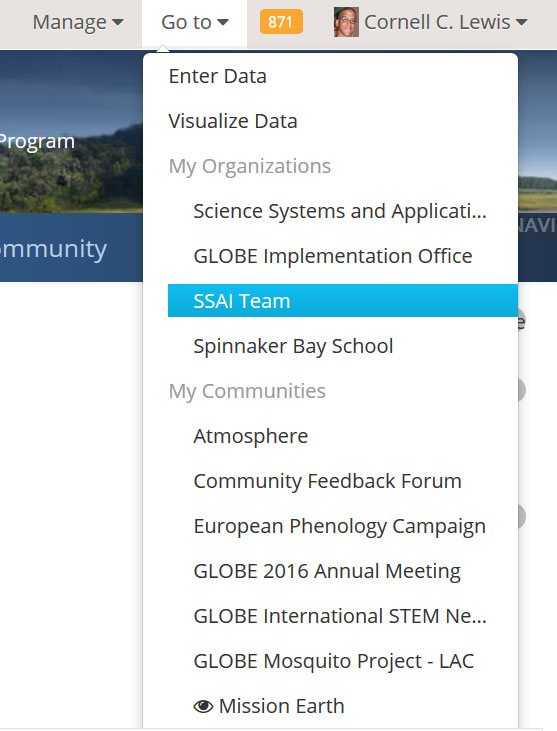 Manage Go to 871 Cornell C. Lewis
Enter Data
Visualize Data
Program
My Organizations
Science Systems and Applicati...
NAVI
mmunity
GLOBE Implementation Office
SSAI Team
Spinnaker Bay School
My Communities
Atmosphere
Community Feedback Forum
European Phenology Campaign
GLOBE 2016 Annual Meeting
GLOBE International STEM Ne...
GLOBE Mosquito Project - LAC
Mission Earth